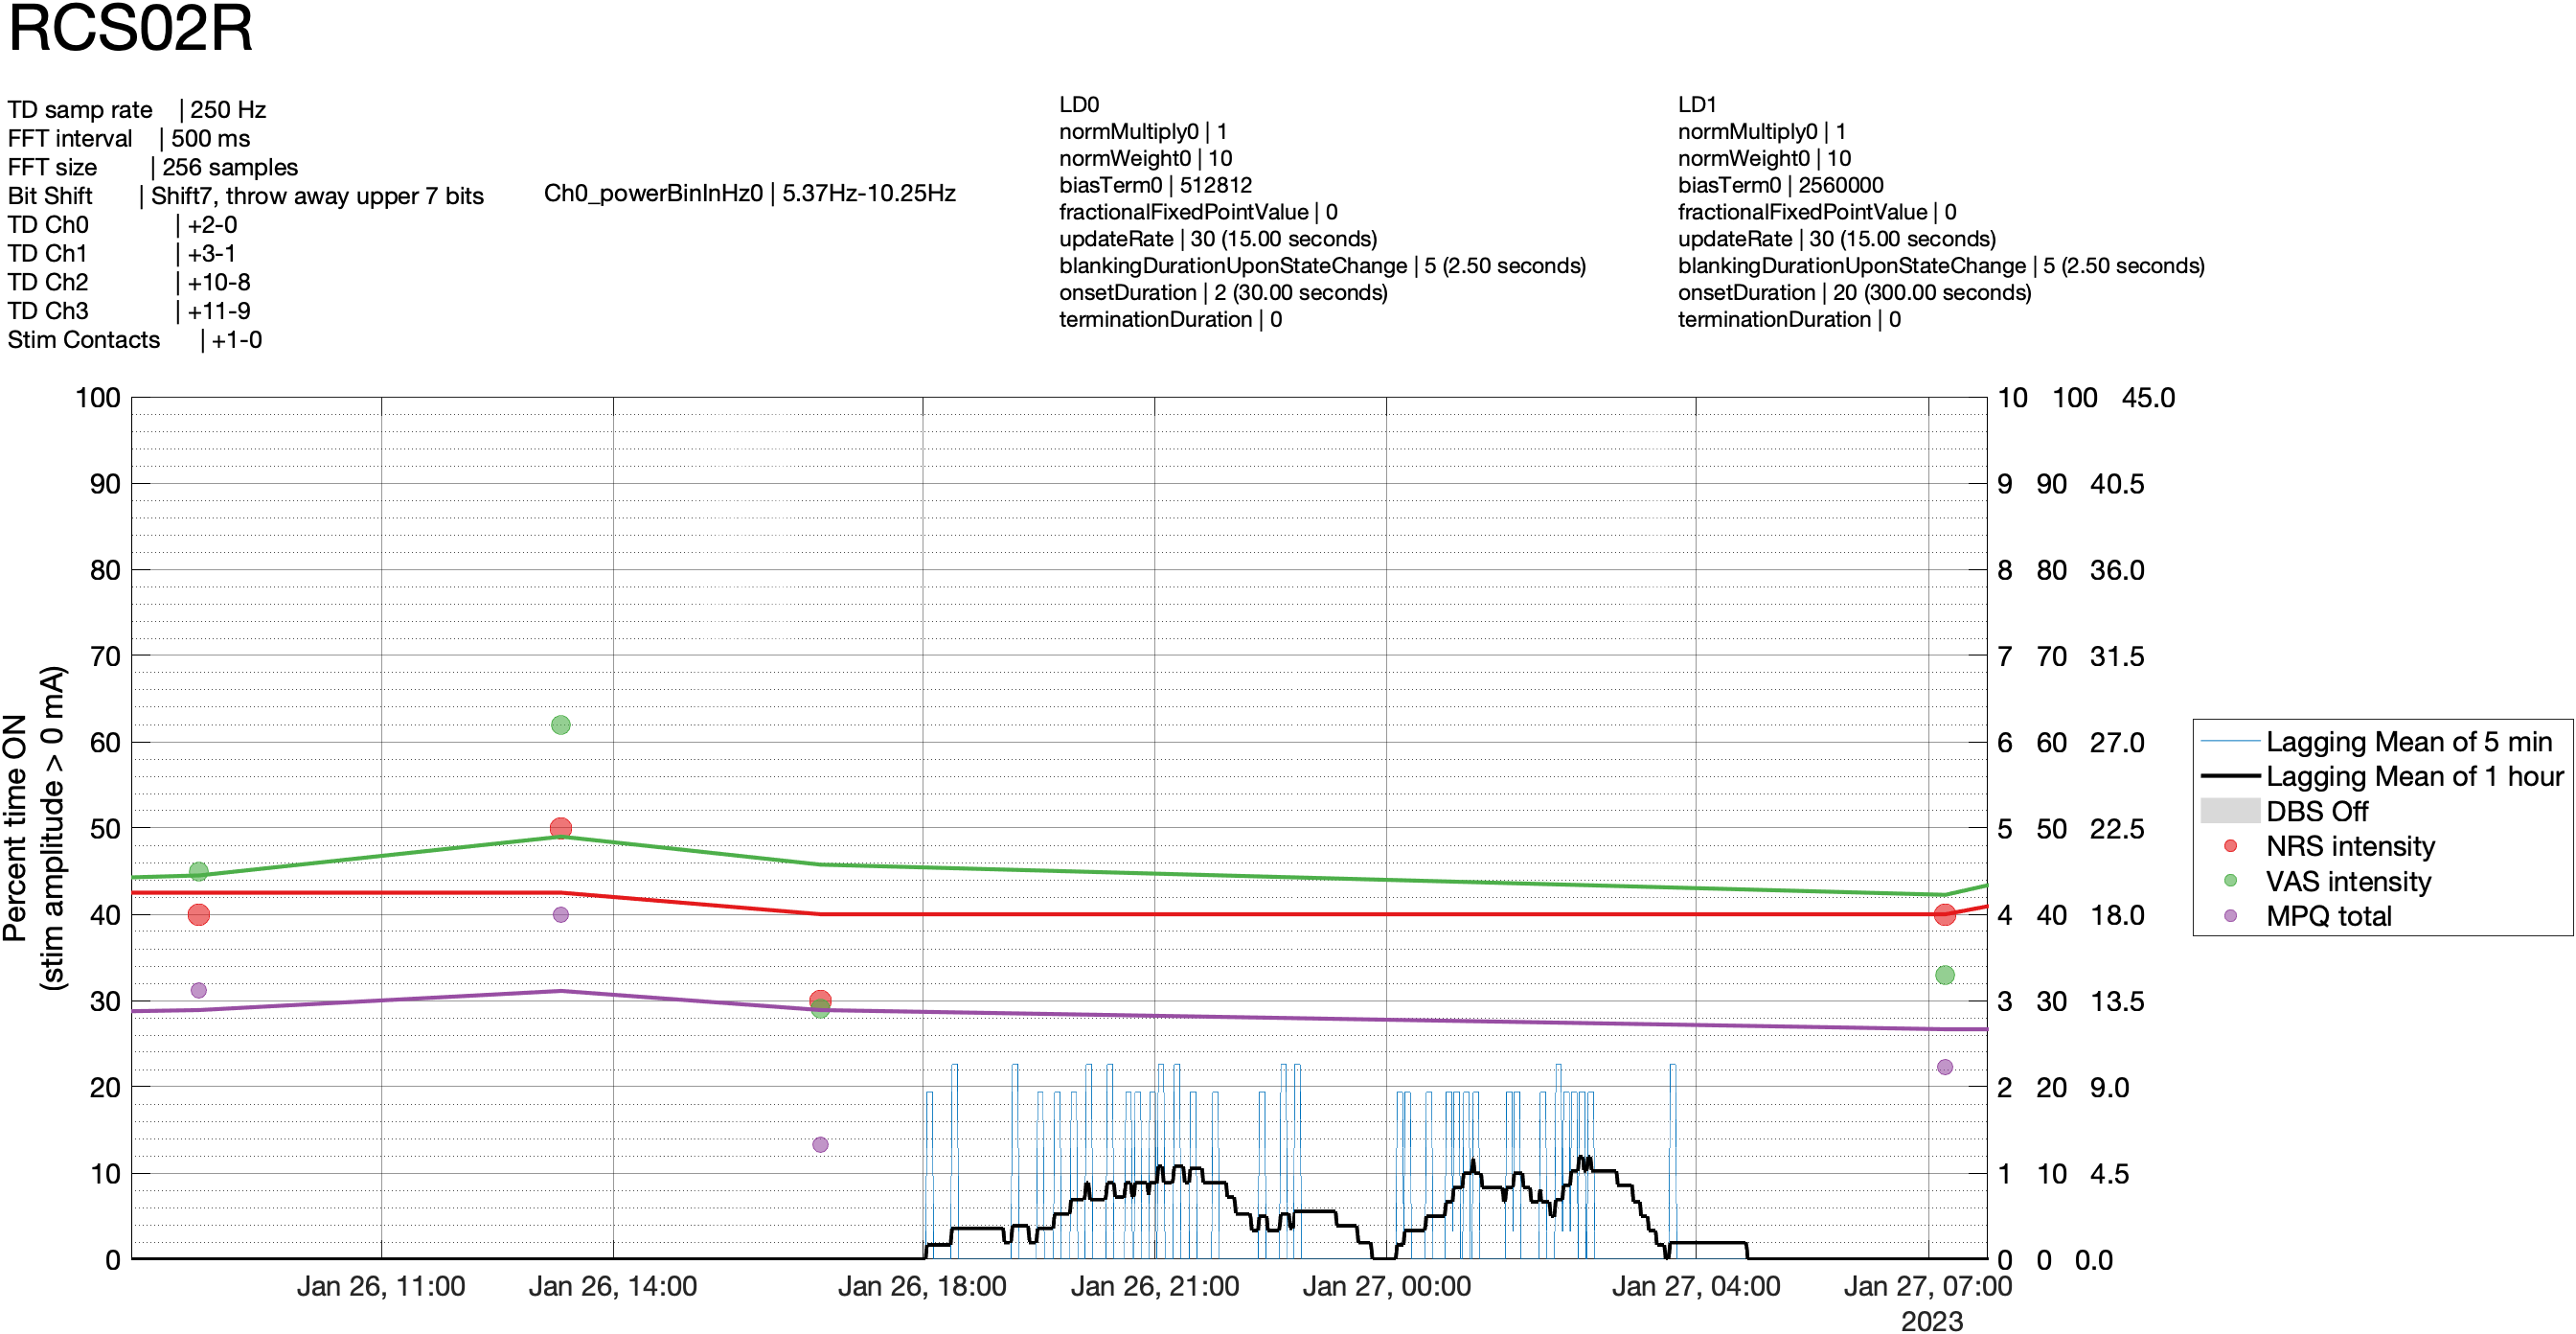 RCS02R
TD samp rate | 250 Hz
FFT interval | 500 ms
FFT size | 256 samples
Bit Shift | Shift7, throw away upper 7 bits
TD Ch0 | +2-0
TD Ch1 | +3-1
TD Ch2 | +10-8
TD Ch3 | +11-9
Stim Contacts | +1-0
Ch0_powerBinInHz0 | 5.37Hz-10.25Hz
LD0
normMultiply0 | 1
normWeight0 | 10
biasTerm0 | 512812
fractionalFixedPointValue | 0
updateRate | 30 (15.00 seconds)
blankingDurationUponStateChange | 5 (2.50 seconds)
onsetDuration | 2 (30.00 seconds)
terminationDuration | 0
LD1
normMultiply0 | 1
normWeight0 | 10
biasTerm0 | 2560000
fractionalFixedPointValue | 0
updateRate | 30 (15.00 seconds)
blankingDurationUponStateChange | 5 (2.50 seconds)
onsetDuration | 20 (300.00 seconds)
terminationDuration | 0
Percent time ON
(stim amplitude > 0 mA)
100
90
80
70
60
50
40
30
20
10
0
10 100 45.0
9 90 40.5
8 80 36.0
7 70 31.5
6 60 27.0
5 50 22.5
4 40 18.0
3 30 13.5
2 20 9.0
1 10 4.5
0 0 0.0
Jan 26, 11:00 Jan 26, 14:00 Jan 26, 18:00 Jan 26, 21:00 Jan 27, 00:00 Jan 27, 04:00 Jan 27, 07:00
2023
Lagging Mean of 5 min
Lagging Mean of 1 hour
DBS Off
NRS intensity
VAS intensity
MPQ total